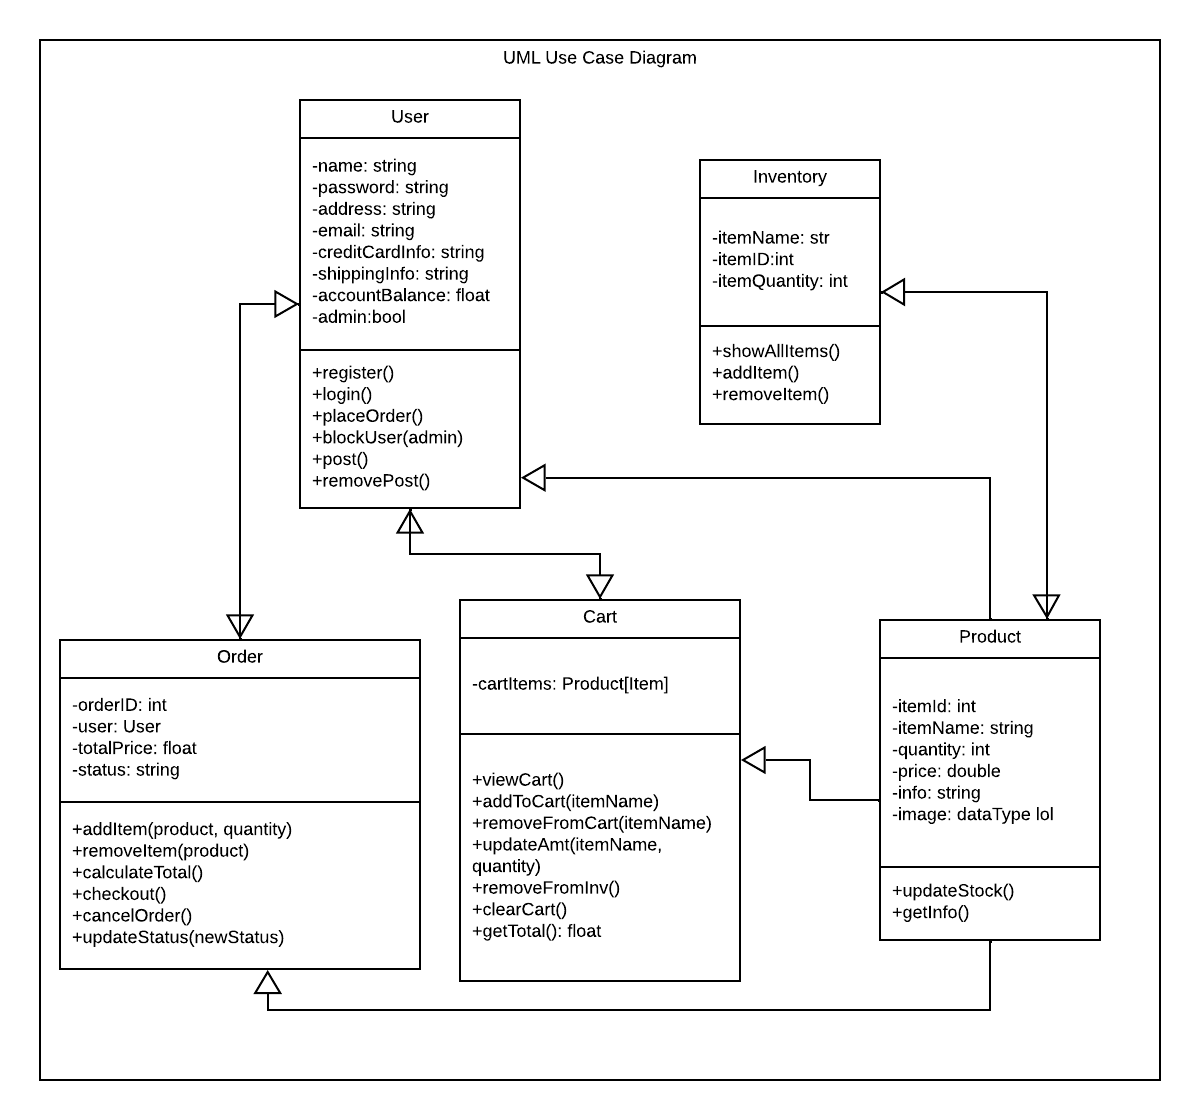 UML Use Case Diagram
User
-name: string
-password: string
-address: string
-email: string
-creditCardInfo: string
-shippingInfo: string
-accountBalance: float
-admin:bool
+register()
+login()
+placeOrder()
+blockUser(admin)
+post()
+removePost()
Inventory
-itemName: str
-itemID:int
-itemQuantity: int
+showAllItems()
+addItem()
+removeItem()
Order
-orderID: int
-user: User
-totalPrice: float
-status: string
+addItem(product, quantity)
+removeItem(product)
+calculateTotal()
+checkout()
+cancelOrder()
+updateStatus(newStatus)
Cart
-cartItems: Product[Item]
+viewCart()
+addToCart(itemName)
+removeFromCart(itemName)
+updateAmt(itemName,
quantity)
+removeFromInv()
+clearCart()
+getTotal(): float
Product
-itemId: int
-itemName: string
-quantity: int
-price: double
-info: string
-image: dataType lol
+updateStock()
+getInfo()